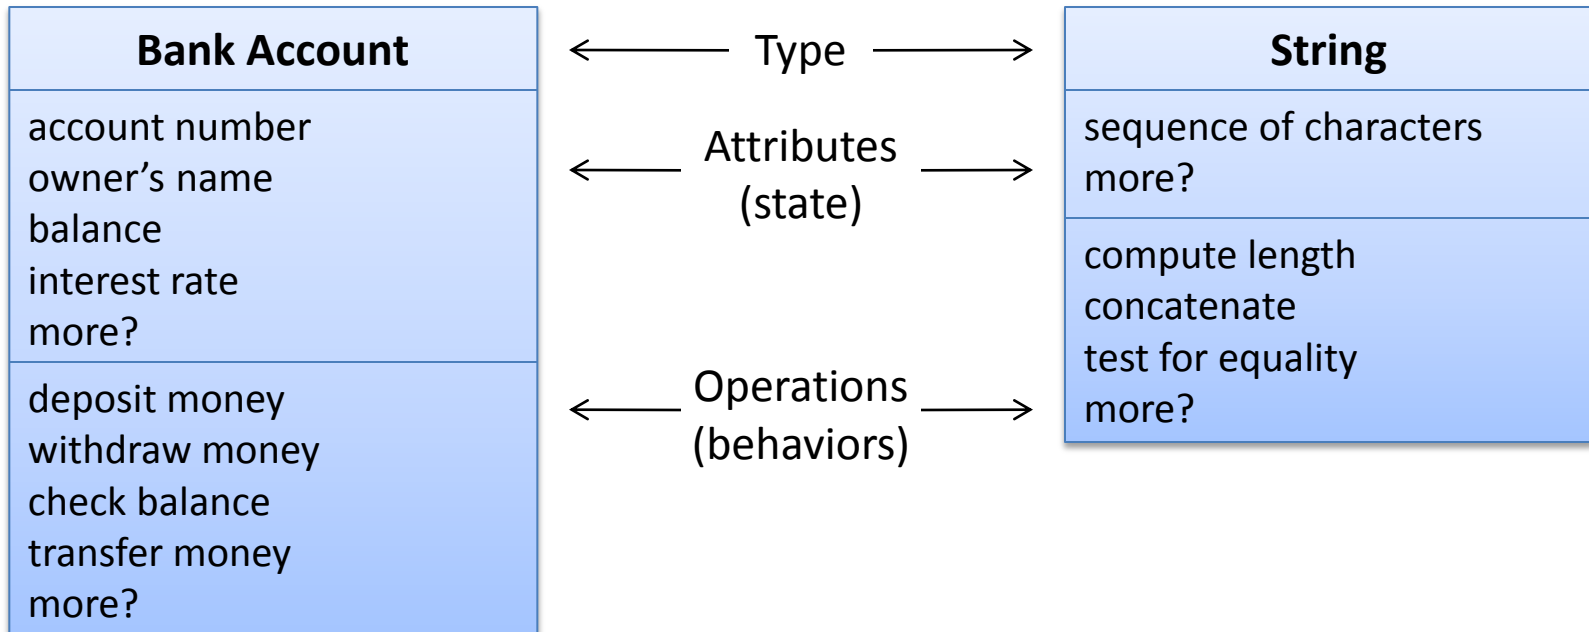 Bank Account
account number
owner’s name
balance
interest rate
more?
deposit money
withdraw money
check balance
transfer money
more?
Type
Attributes
(state)
Operations
(behaviors)
String
sequence of characters
more?
compute length
concatenate
test for equality
more?